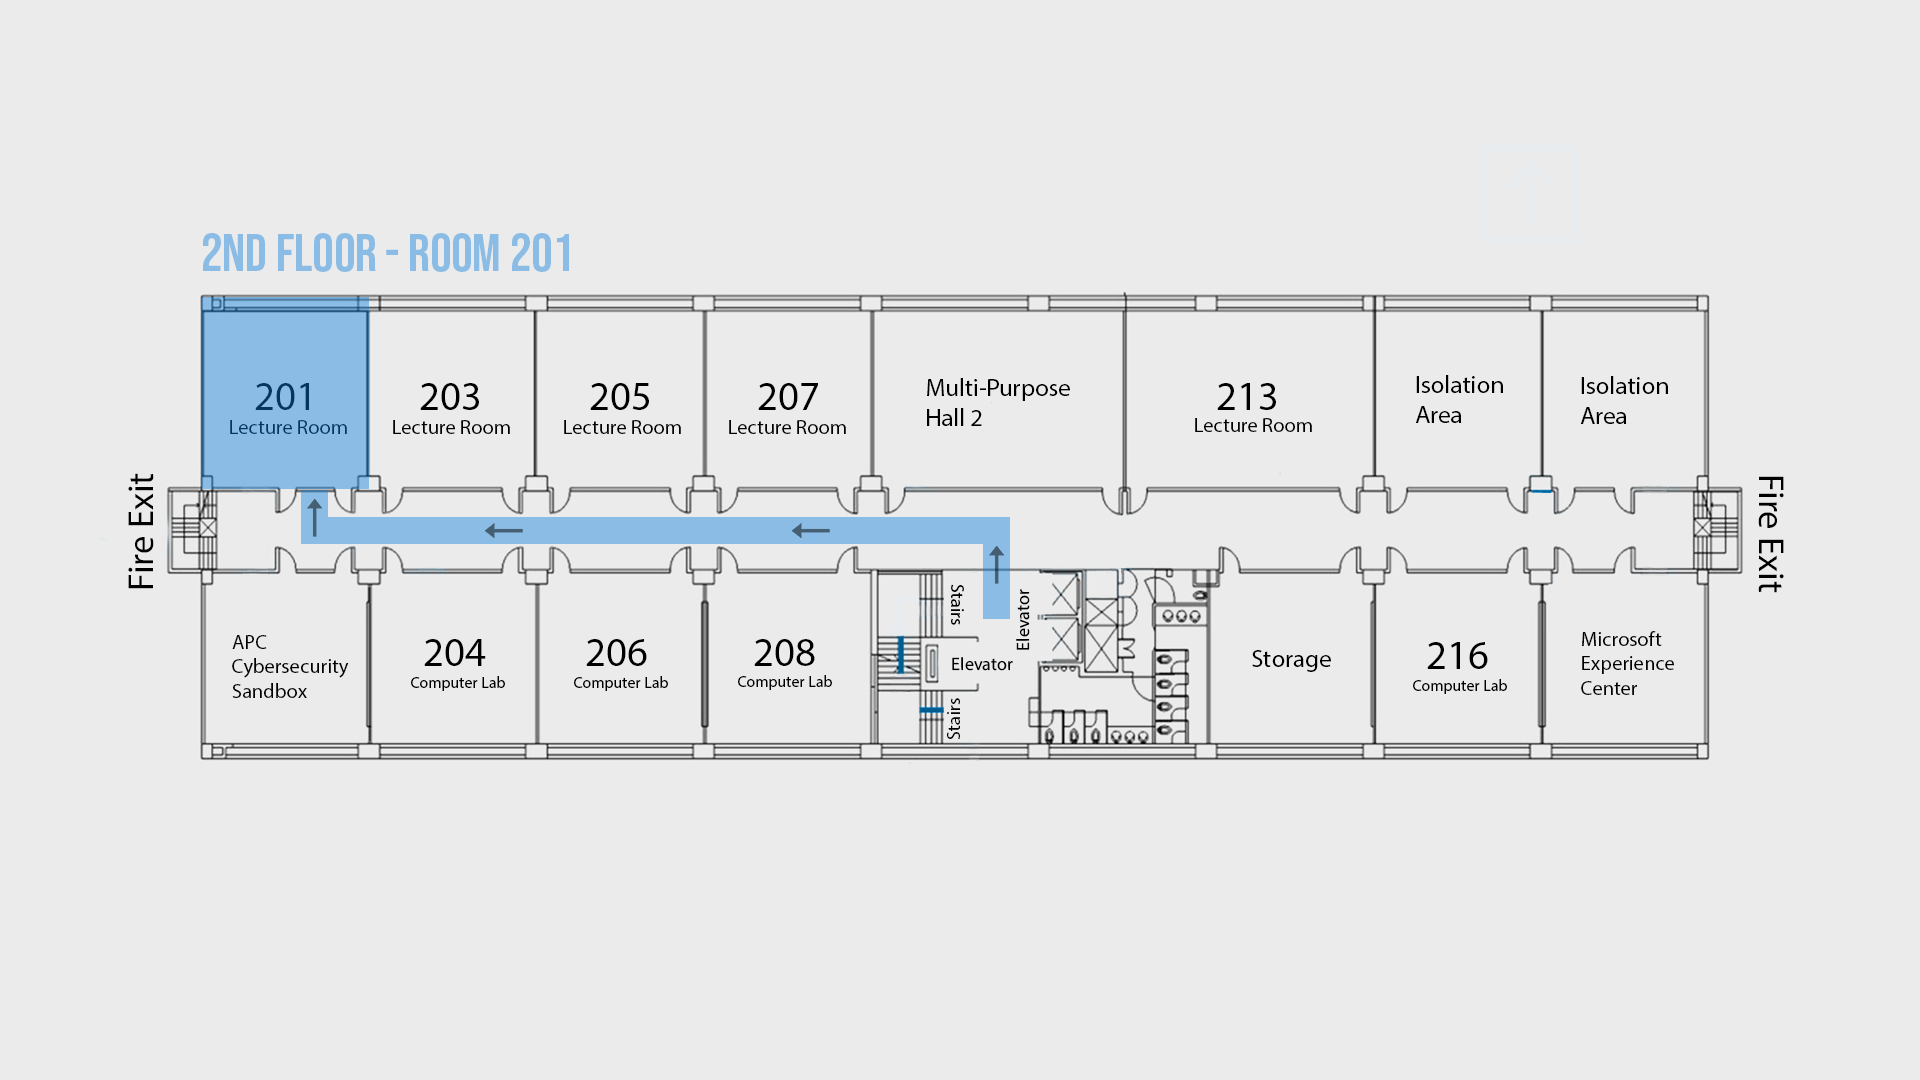 2ND FLOOR - ROOM 201
201
Lecture Room
203
Lecture Room
205
Lecture Room
207
Lecture Room
Multi-Purpose
Hall 2
213
Lecture Room
Isolation
Area
Isolation
Area
Fire Exit
Fire Exit
APC
Cybersecurity
Sandbox
204
Computer Lab
206
Computer Lab
208
Computer Lab
Stairs
Elevator
Elevator
Stairs
Storage
216
Computer Lab
Microsoft
Experience
Center